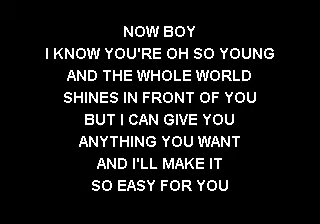 NOW BOY
I KNOW YOU'RE OH SO YOUNG
AND THE WHOLE WORLD
SHINES IN FRONT OF YOU
BUT I CAN GIVE YOU
ANYTHING YOU WANT
AND I'LL MAKE IT
SO EASY FOR YOU